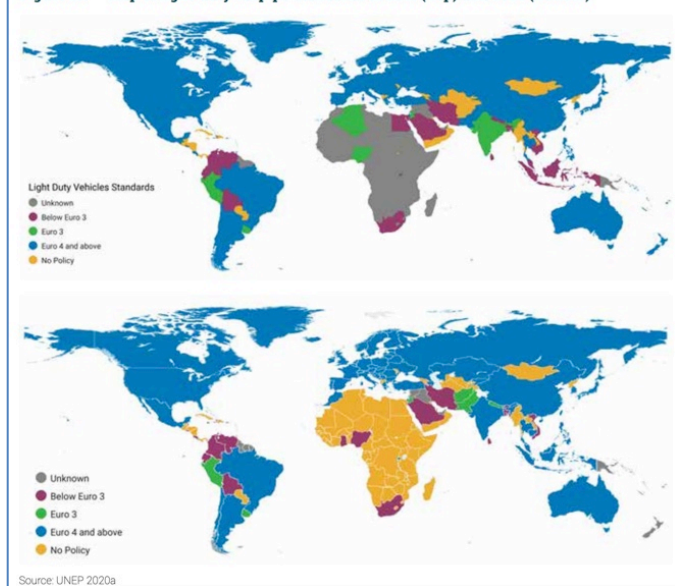 Light Duty Vehicles Standards
Unknown
Below Euro 3
Euro 3
Euro 4 and above
No Policy
Unknown
Below Euro 3
Euro 3
Euro 4 and above
No Policy
Source: UNEP 2020a